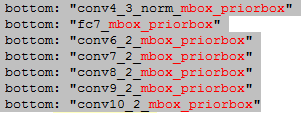 bottom: "conv4_3_norm_mbox_priorbox"
bottom: "fc7_mbox_priorbox"
bottom: "conv6_2_mbox_priorbox"
bottom: "conv7_2_mbox_priorbox"
bottom: "conv8_2_mbox_priorbox"
bottom: "conv9_2_mbox_priorbox"
bottom: "conv10_2_mbox_priorbox"